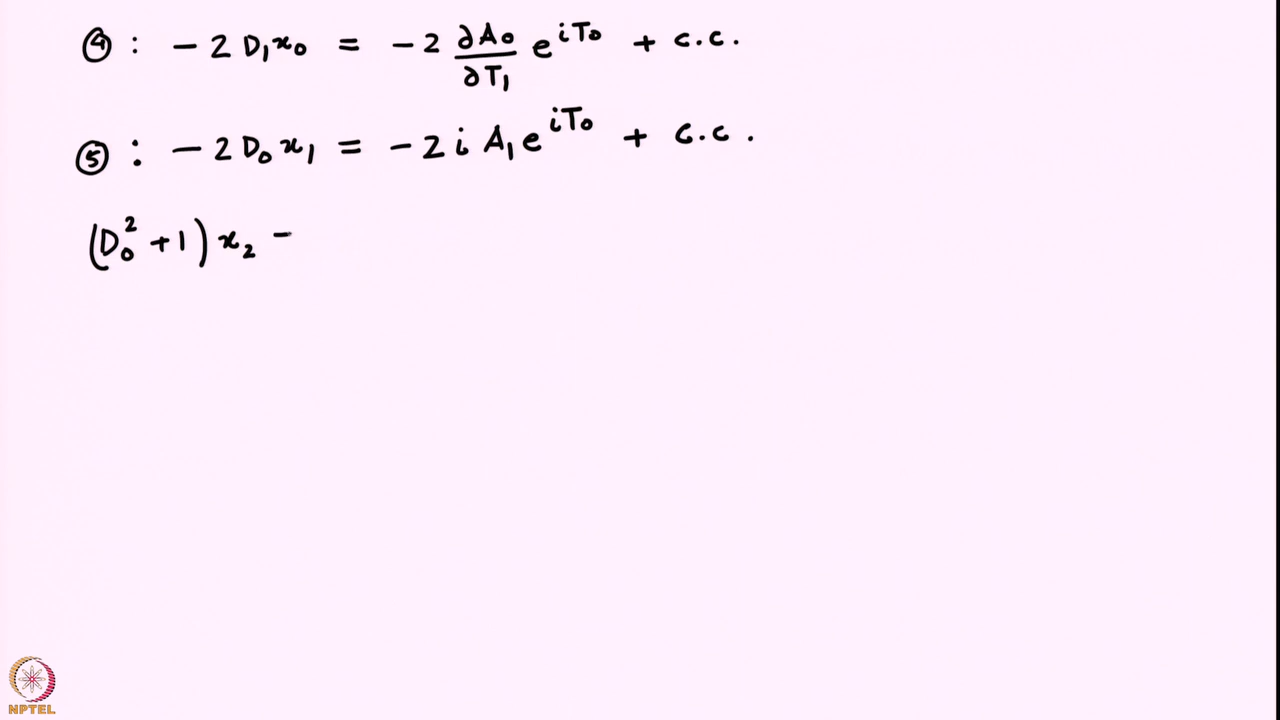 ④ : − 2 D₁x₀ = − 2 ∂A₀/∂T₁ e^{iT₀} + c.c.
⑤ : − 2 D₀x₁ = − 2 i A₁ e^{iT₀} + c.c.
(D₀² + 1) x₂ −
NPTEL